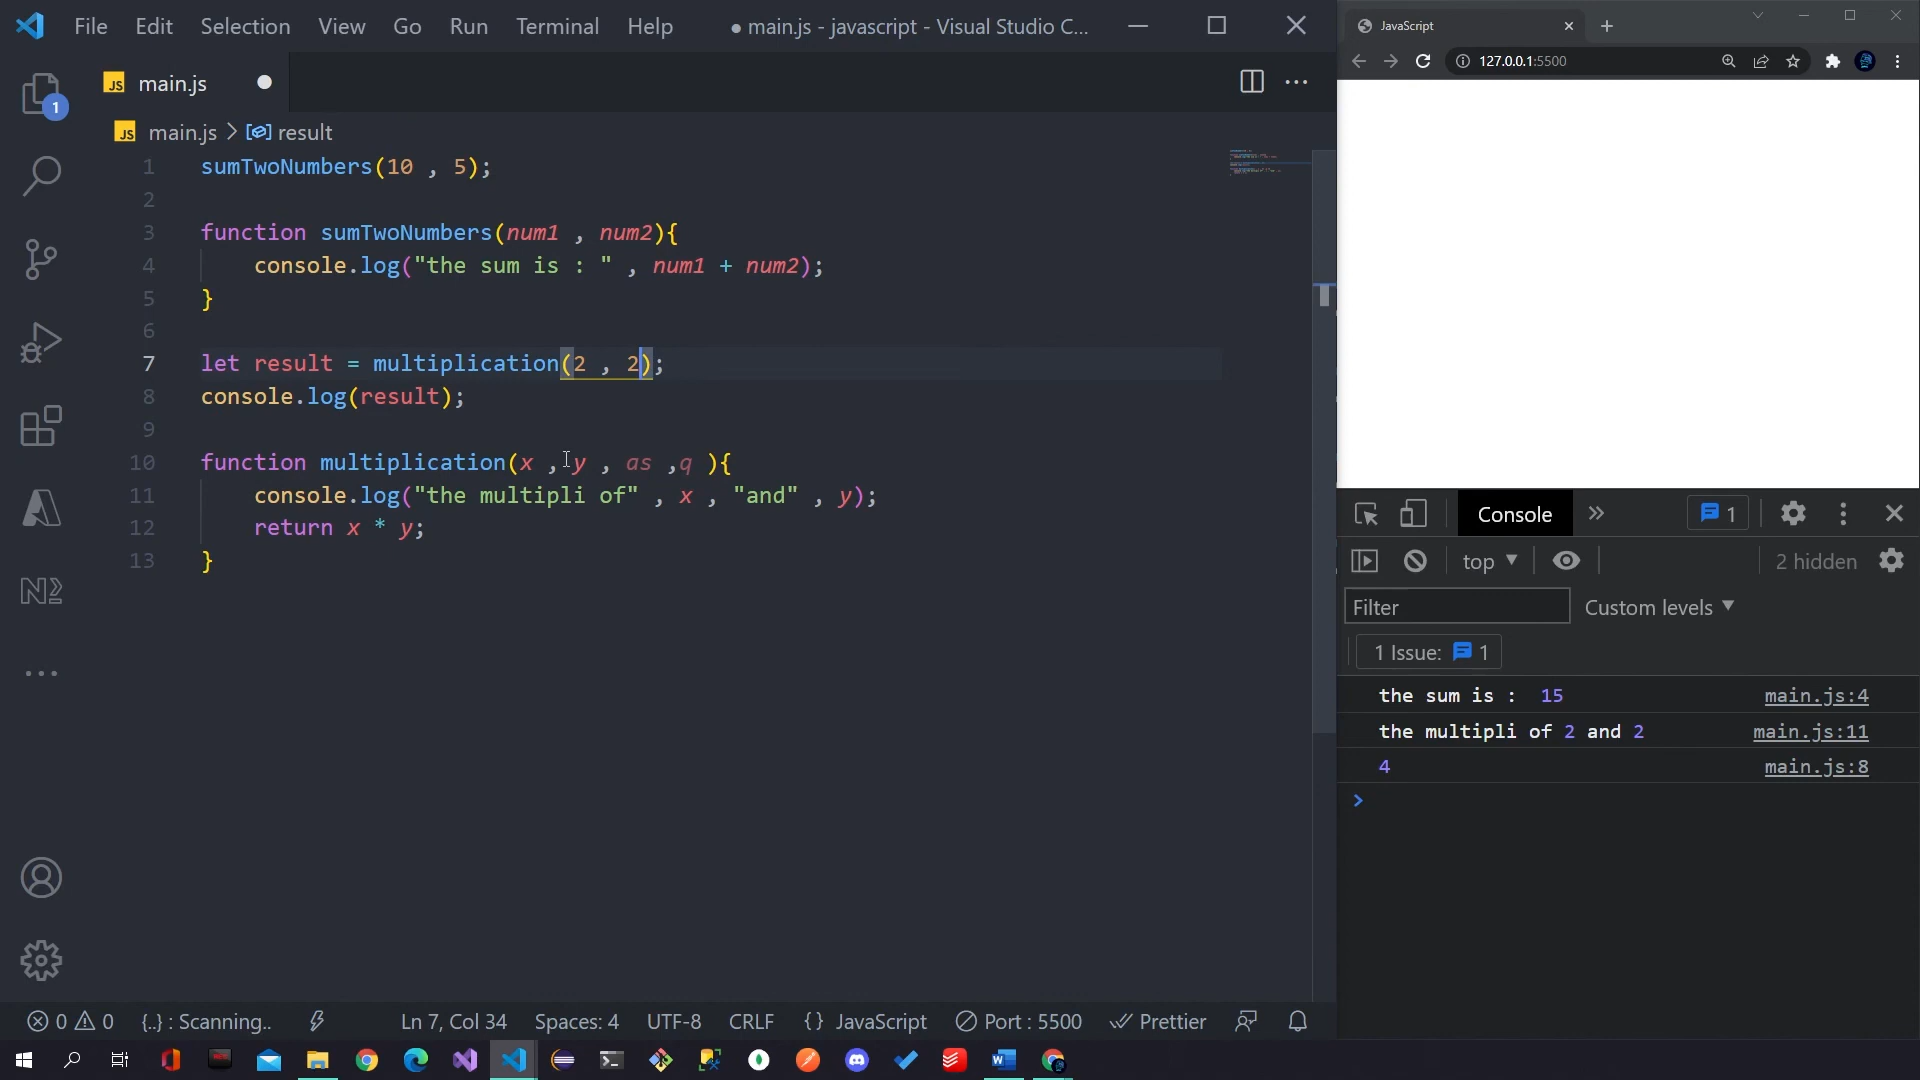 File Edit Selection View Go Run Terminal Help ● main.js - javascript - Visual Studio C...
JS main.js
JS main.js > result
1 sumTwoNumbers(10 , 5);
2
3 function sumTwoNumbers(num1 , num2){
4 console.log("the sum is : " , num1 + num2);
5 }
6
7 let result = multiplication(2 , 2);
8 console.log(result);
9
10 function multiplication(x , y , as ,q ){
11 console.log("the multipli of" , x , "and" , y);
12 return x * y;
13 }
1
0 0 {..} : Scanning.. Ln 7, Col 34 Spaces: 4 UTF-8 CRLF {} JavaScript Port : 5500 Prettier
JavaScript
127.0.0.1:5500
Console » 1
top 2 hidden
Filter Custom levels
1 Issue: 1
the sum is : 15 main.js:4
the multipli of 2 and 2 main.js:11
4 main.js:8
>